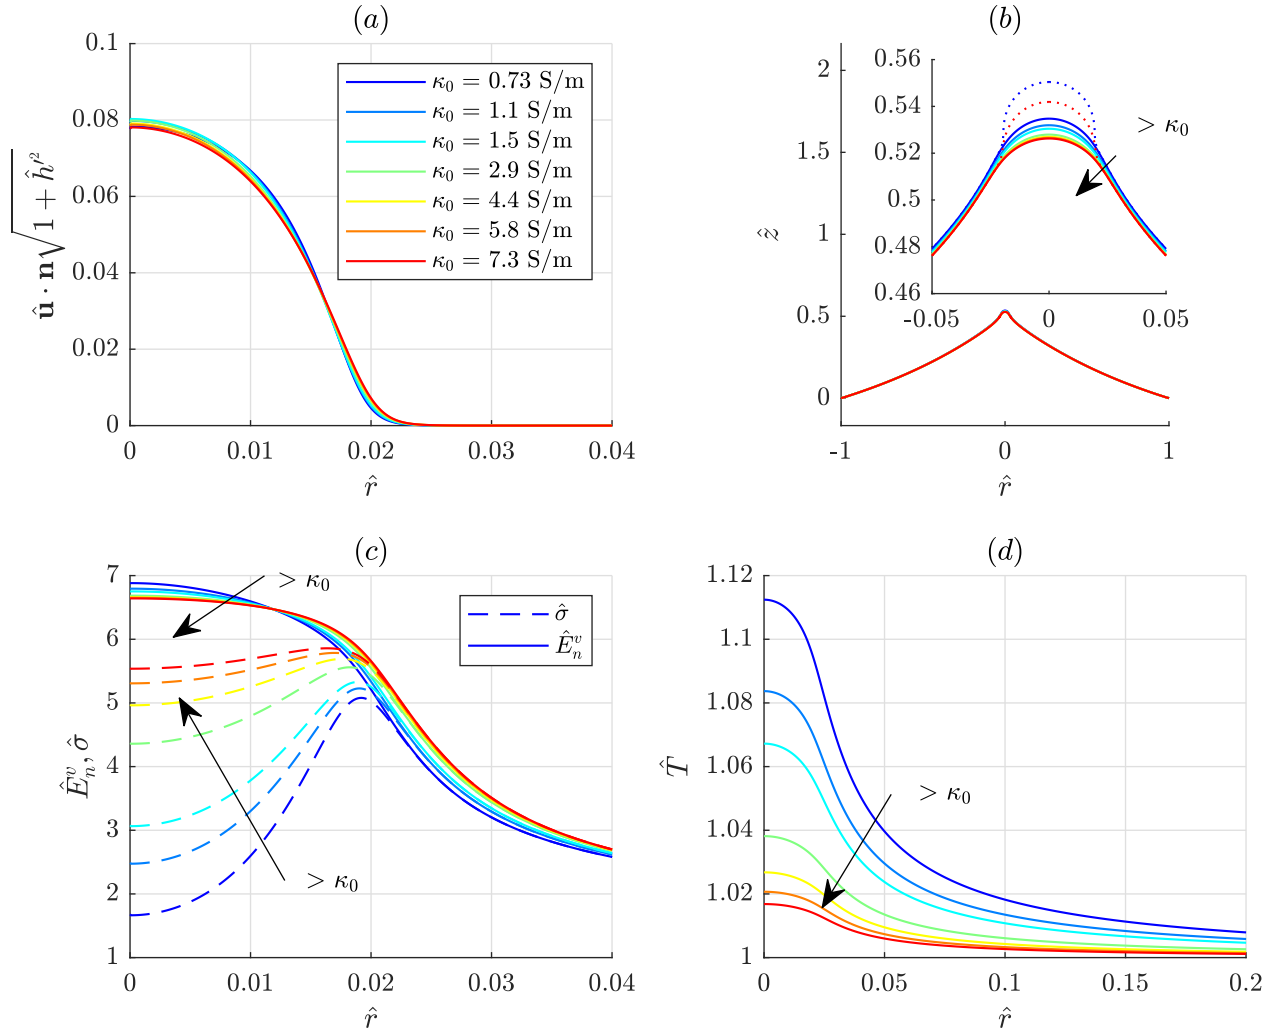 (a)
0.1
0.08
0.06
0.04
0.02
0
0 0.01 0.02 0.03 0.04
r̂
û · n√(1 + ĥ′²)
κ₀ = 0.73 S/m
κ₀ = 1.1 S/m
κ₀ = 1.5 S/m
κ₀ = 2.9 S/m
κ₀ = 4.4 S/m
κ₀ = 5.8 S/m
κ₀ = 7.3 S/m
(b)
2
1.5
1
0.5
0
-1 0 1
r̂
ẑ
0.56
0.54
0.52
0.5
0.48
0.46
-0.05 0 0.05
> κ₀
(c)
7
6
5
4
3
2
1
0 0.01 0.02 0.03 0.04
r̂
Êₙᵛ, σ̂
> κ₀
> κ₀
σ̂
Êₙᵛ
(d)
1.12
1.1
1.08
1.06
1.04
1.02
1
0 0.05 0.1 0.15 0.2
r̂
T̂
> κ₀